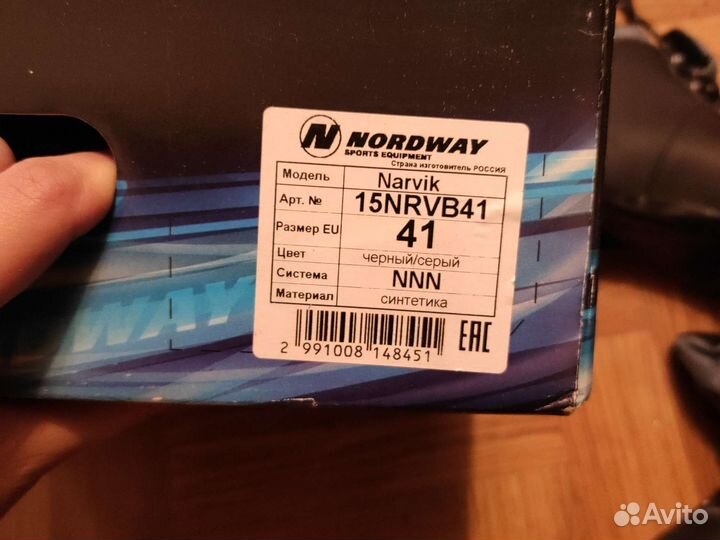 N NORDWAY
SPORTS EQUIPMENT
Страна изготовитель РОССИЯ
Модель Narvik
Арт. № 15NRVB41
Размер EU 41
Цвет черный/серый
Система NNN
Материал синтетика
2 991008 148451 EAC
WAY
Avito